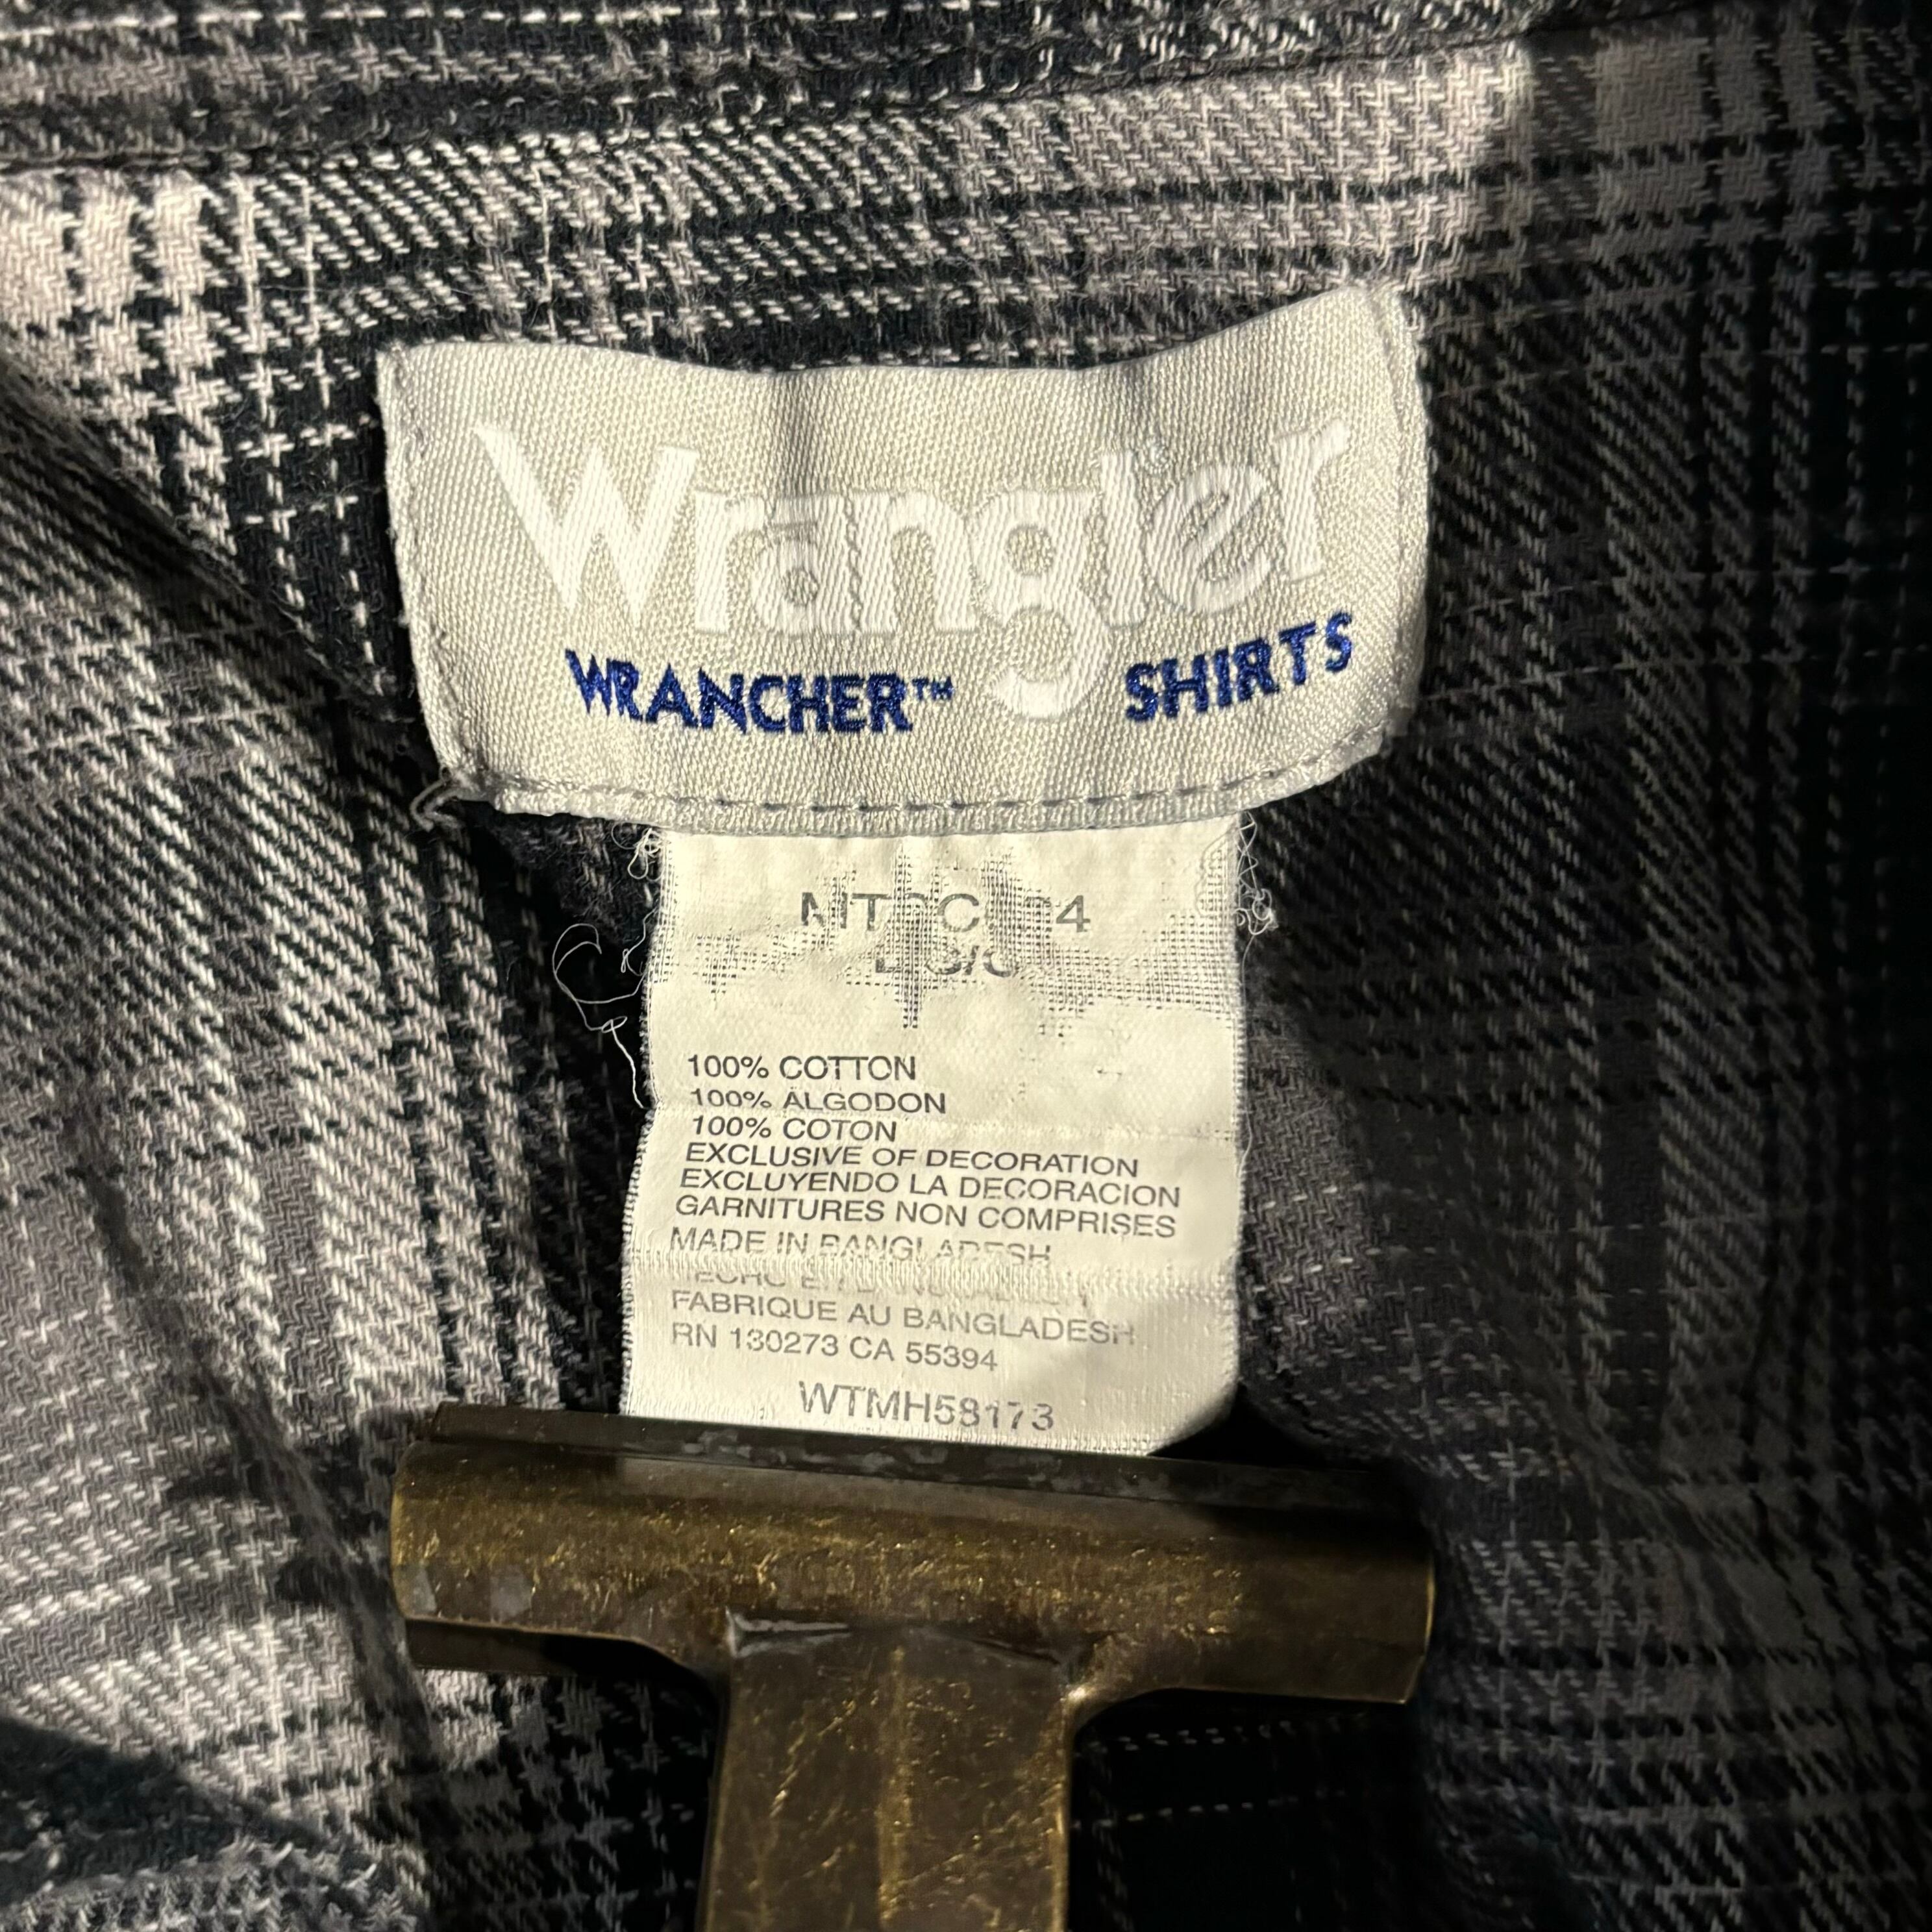 Wrangler
WRANCHER™ SHIRTS
100% COTTON
100% ALGODON
100% COTON
EXCLUSIVE OF DECORATION
EXCLUYENDO LA DECORACION
GARNITURES NON COMPRISES
MADE IN BANGLADESH
FABRIQUE AU BANGLADESH
RN 130273 CA 55394
WTMH58173